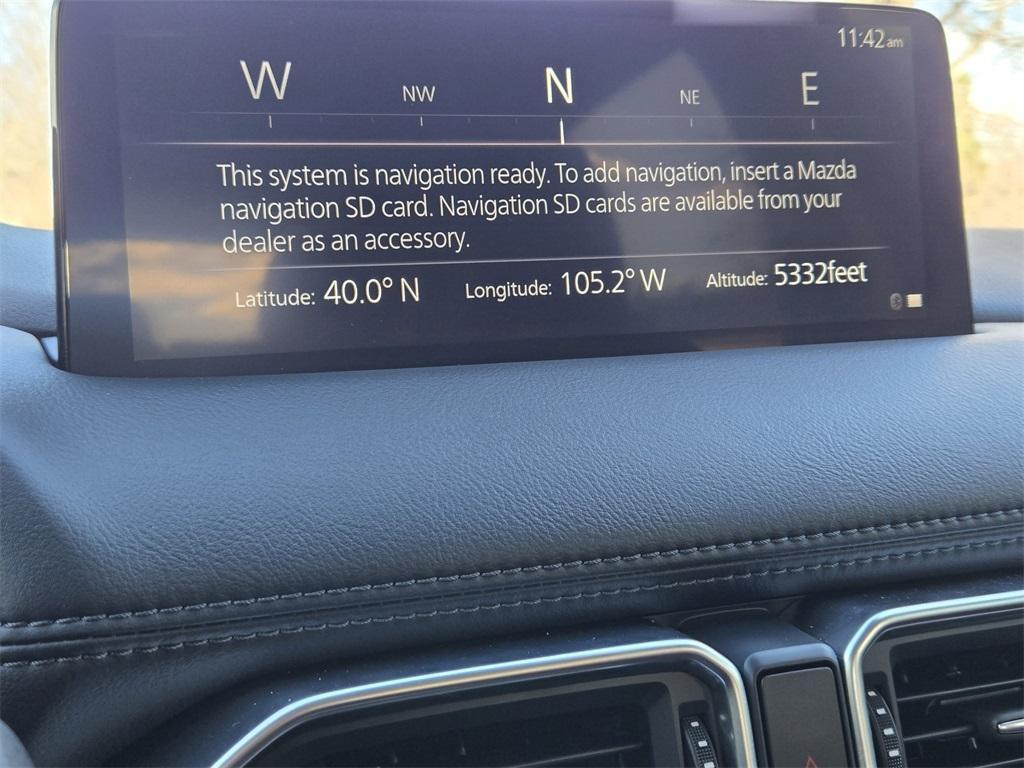 11:42am
W NW N NE E
This system is navigation ready. To add navigation, insert a Mazda
navigation SD card. Navigation SD cards are available from your
dealer as an accessory.
Latitude: 40.0° N Longitude: 105.2° W Altitude: 5332feet